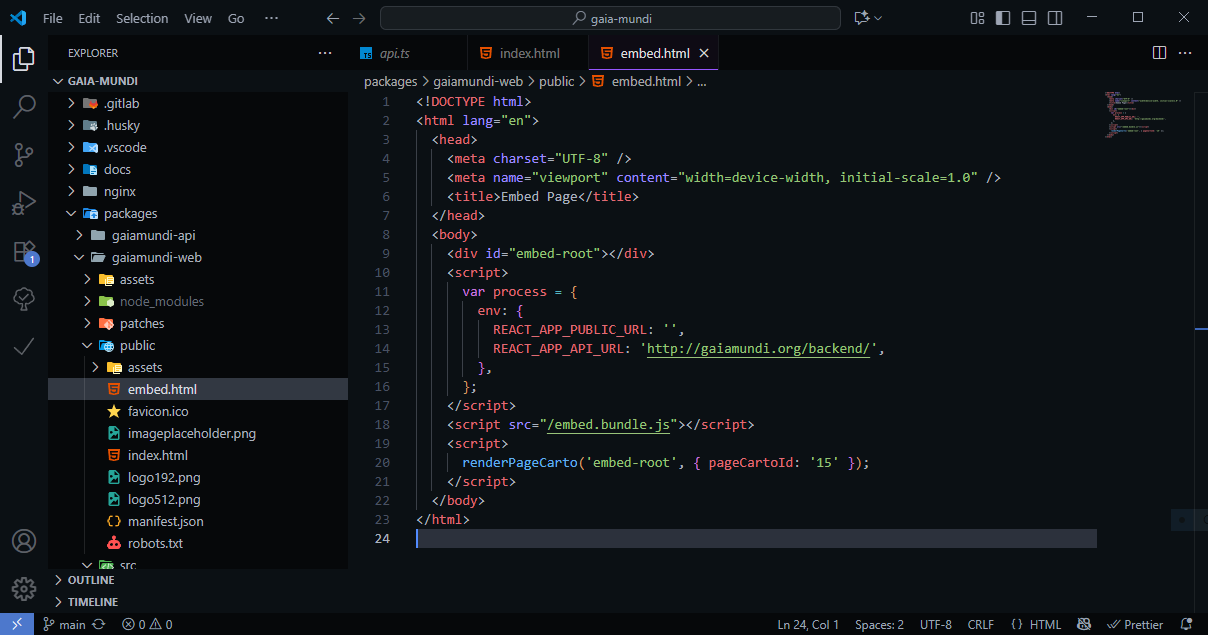 File Edit Selection View Go ···
gaia-mundi
EXPLORER ···
GAIA-MUNDI
.gitlab
.husky
.vscode
docs
nginx
packages
gaiamundi-api
gaiamundi-web
assets
node_modules
patches
public
assets
embed.html
favicon.ico
imageplaceholder.png
index.html
logo192.png
logo512.png
manifest.json
robots.txt
src
OUTLINE
TIMELINE
1
TS api.ts
index.html
embed.html
packages > gaiamundi-web > public > embed.html > ...
1 <!DOCTYPE html>
2 <html lang="en">
3 <head>
4 <meta charset="UTF-8" />
5 <meta name="viewport" content="width=device-width, initial-scale=1.0" />
6 <title>Embed Page</title>
7 </head>
8 <body>
9 <div id="embed-root"></div>
10 <script>
11 var process = {
12 env: {
13 REACT_APP_PUBLIC_URL: '',
14 REACT_APP_API_URL: 'http://gaiamundi.org/backend/',
15 },
16 };
17 </script>
18 <script src="/embed.bundle.js"></script>
19 <script>
20 renderPageCarto('embed-root', { pageCartoId: '15' });
21 </script>
22 </body>
23 </html>
24
main 0 0 Ln 24, Col 1 Spaces: 2 UTF-8 CRLF {} HTML Prettier